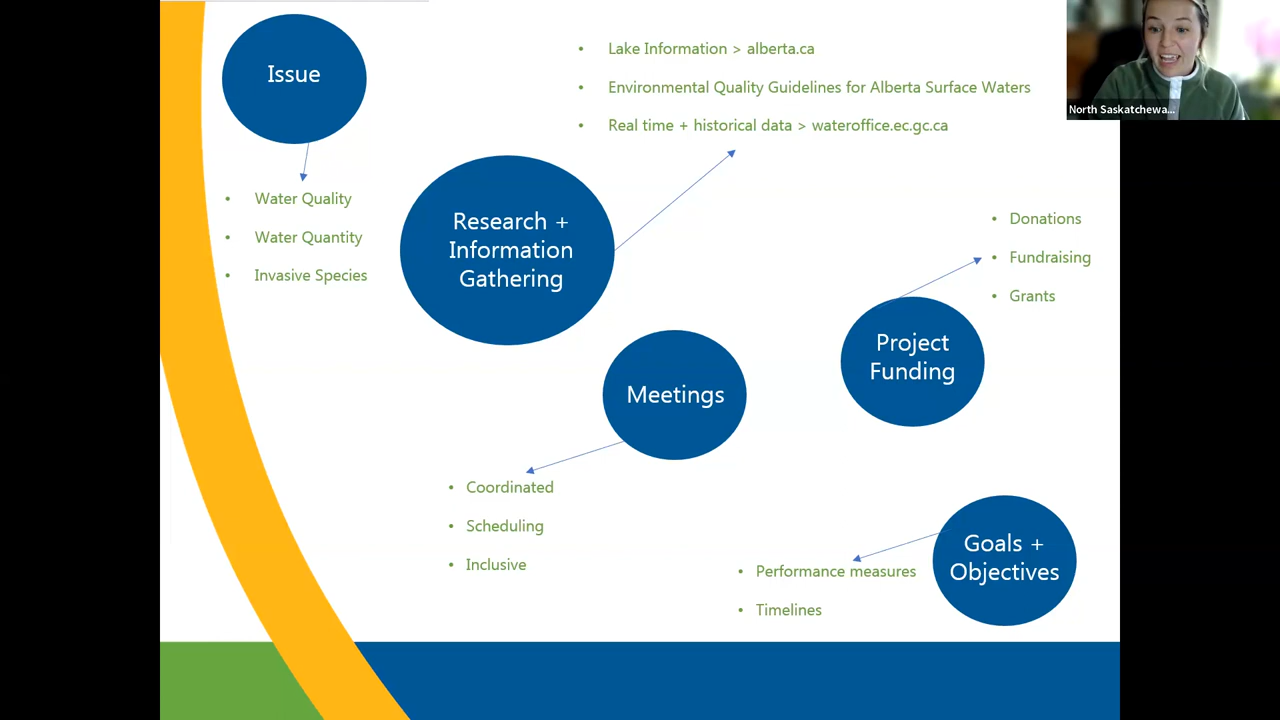 Issue
• Water Quality
• Water Quantity
• Invasive Species
Research +
Information
Gathering
• Lake Information > alberta.ca
• Environmental Quality Guidelines for Alberta Surface Waters
• Real time + historical data > wateroffice.ec.gc.ca
North Saskatchewa...
Meetings
• Coordinated
• Scheduling
• Inclusive
Project
Funding
• Donations
• Fundraising
• Grants
Goals +
Objectives
• Performance measures
• Timelines